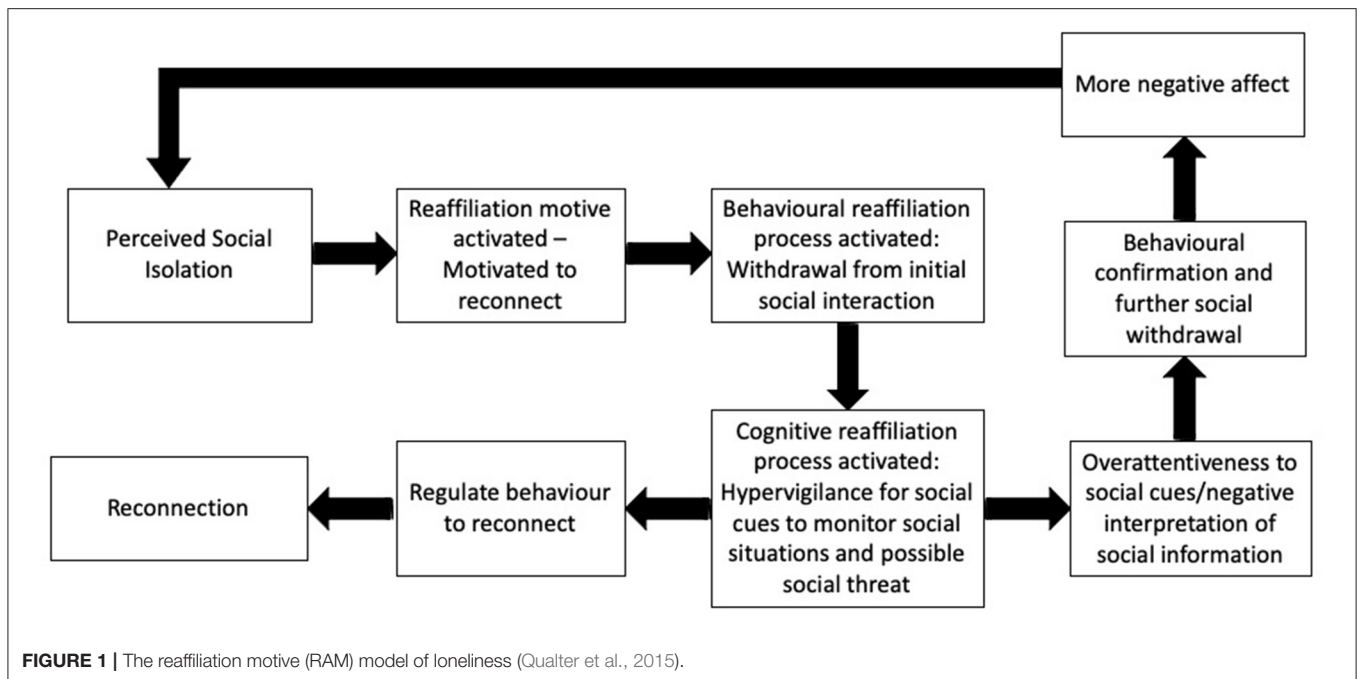 More negative affect
Perceived Social
Isolation
Reaffiliation motive
activated –
Motivated to
reconnect
Behavioural reaffiliation
process activated:
Withdrawal from initial
social interaction
Behavioural
confirmation and
further social
withdrawal
Reconnection
Regulate behaviour
to reconnect
Cognitive reaffiliation
process activated:
Hypervigilance for social
cues to monitor social
situations and possible
social threat
Overattentiveness to
social cues/negative
interpretation of
social information
FIGURE 1 | The reaffiliation motive (RAM) model of loneliness (Qualter et al., 2015).